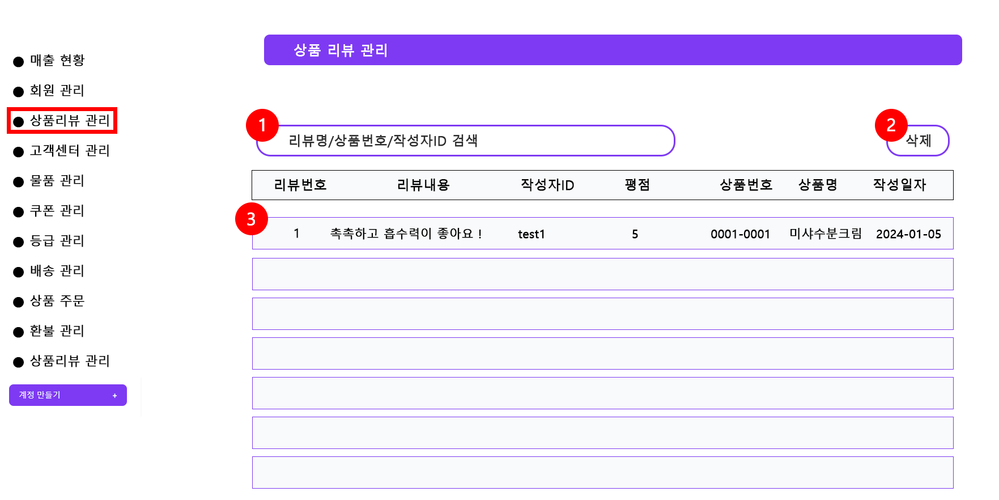 매출 현황
회원 관리
상품리뷰 관리
고객센터 관리
물품 관리
쿠폰 관리
등급 관리
배송 관리
상품 주문
환불 관리
상품리뷰 관리
계정 만들기 +
상품 리뷰 관리
1
리뷰명/상품번호/작성자ID 검색
2
삭제
리뷰번호 리뷰내용 작성자ID 평점 상품번호 상품명 작성일자
3
1 촉촉하고 흡수력이 좋아요 ! test1 5 0001-0001 미샤수분크림 2024-01-05